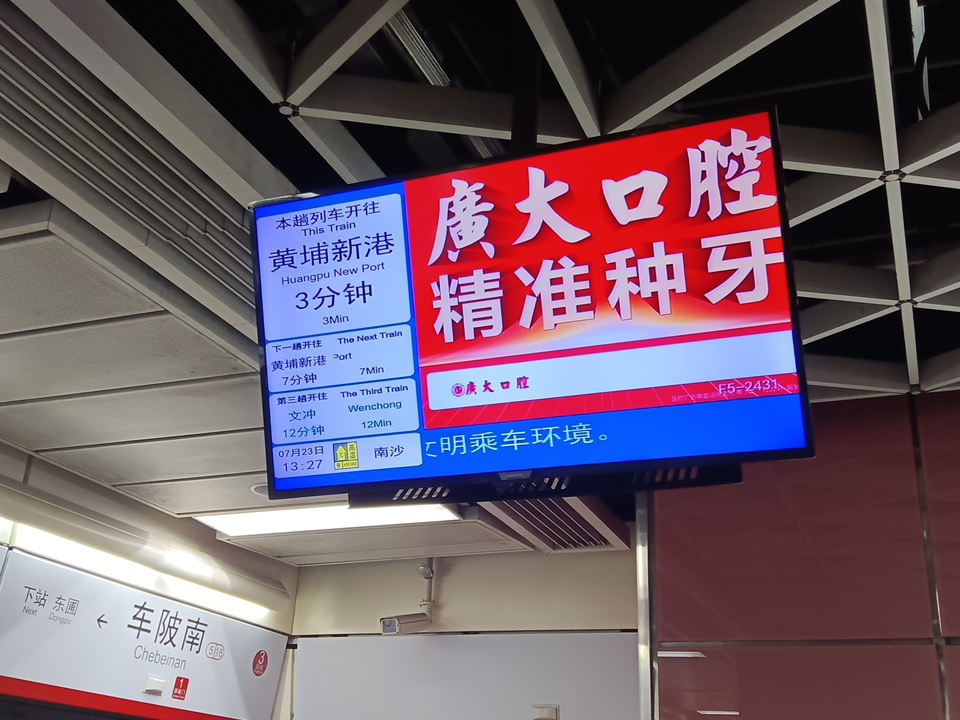 本趟列车开往
This Train
黄埔新港
Huangpu New Port
3分钟
3Min
下一趟开往 The Next Train
黄埔新港 Port
7分钟 7Min
第三趟开往 The Third Train
文冲 Wenchong
12分钟 12Min
07月23日
13:27
南沙
廣大口腔
精准种牙
廣大口腔
F5-2431
明乘车环境。
下站 东圃
Next Dongpu
←
车陂南
Chebeinan
5|18
3
1